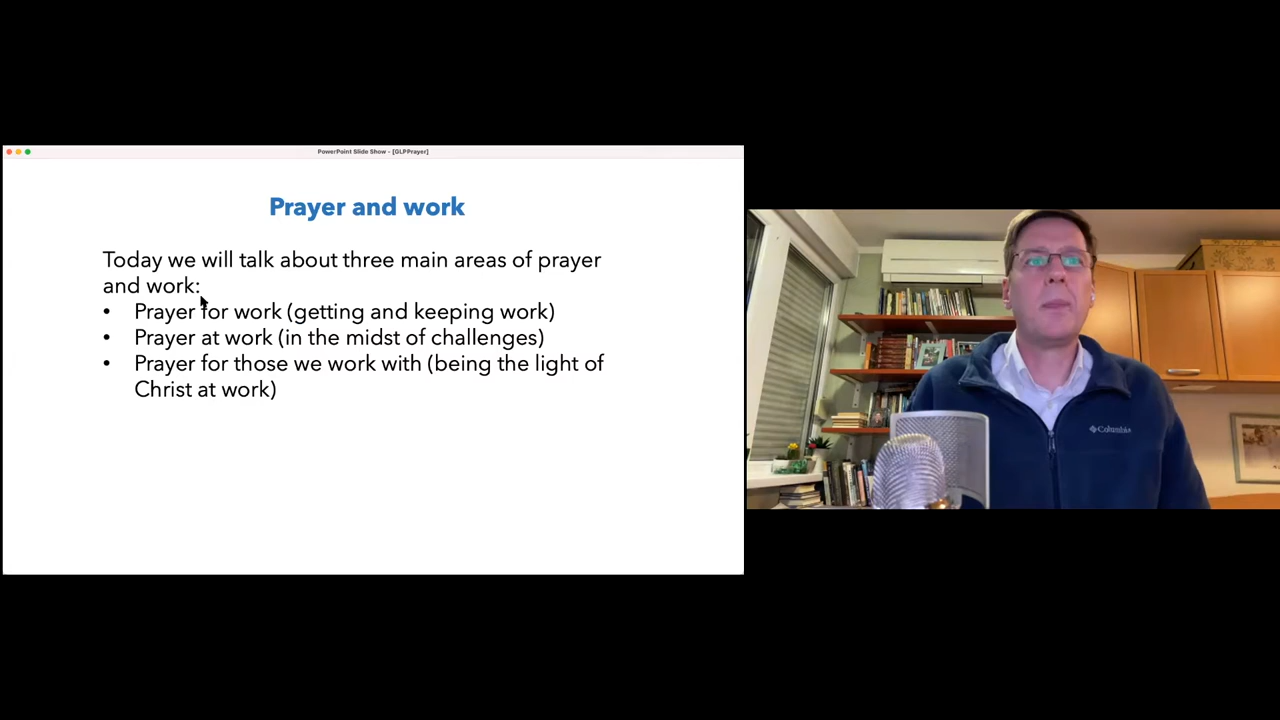 PowerPoint Slide Show - [GLPPrayer]
Prayer and work
Today we will talk about three main areas of prayer
and work:
• Prayer for work (getting and keeping work)
• Prayer at work (in the midst of challenges)
• Prayer for those we work with (being the light of
Christ at work)
Columbia